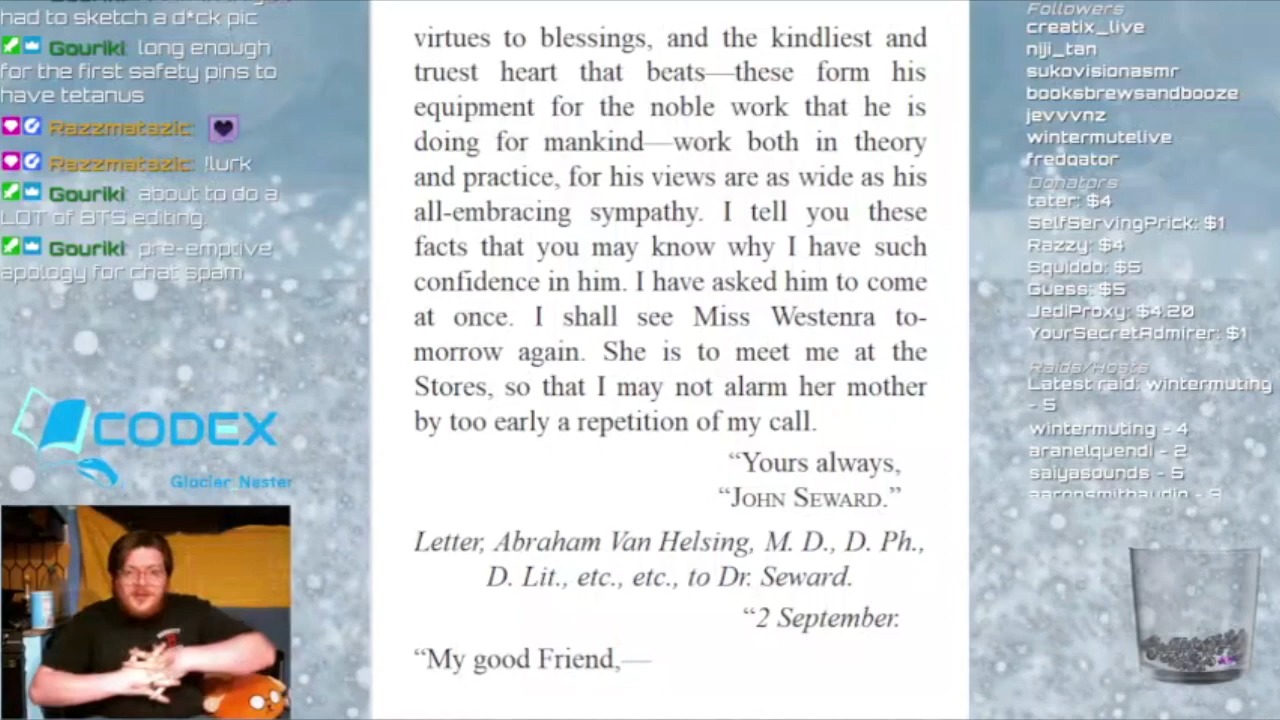 had to sketch a d*ck pic
Gouriki: long enough
for the first safety pins to
have tetanus
Razzmatazic:
Razzmatazic: !lurk
Gouriki: about to do a
LOT of BTS editing.
Gouriki: pre-emptive
apology for chat spam
CODEX
Glacier_Nester
virtues to blessings, and the kindliest and
truest heart that beats—these form his
equipment for the noble work that he is
doing for mankind—work both in theory
and practice, for his views are as wide as his
all-embracing sympathy. I tell you these
facts that you may know why I have such
confidence in him. I have asked him to come
at once. I shall see Miss Westenra to-
morrow again. She is to meet me at the
Stores, so that I may not alarm her mother
by too early a repetition of my call.
“Yours always,
“JOHN SEWARD.”
Letter, Abraham Van Helsing, M. D., D. Ph.,
D. Lit., etc., etc., to Dr. Seward.
“2 September.
“My good Friend,—
Followers
creatix_live
niji_tan
sukovisionasmr
booksbrewsandbooze
jevvvnz
wintermutelive
fredgator
Donators
tater: $4
SelfServingPrick: $1
Razzy: $4
Squiddo: $5
Guess: $5
JediProxy: $4.20
YourSecretAdmirer: $1
Raids/Hosts
Latest raid: wintermuting
- 5
wintermuting - 4
aranelquendi - 2
saiyasounds - 5